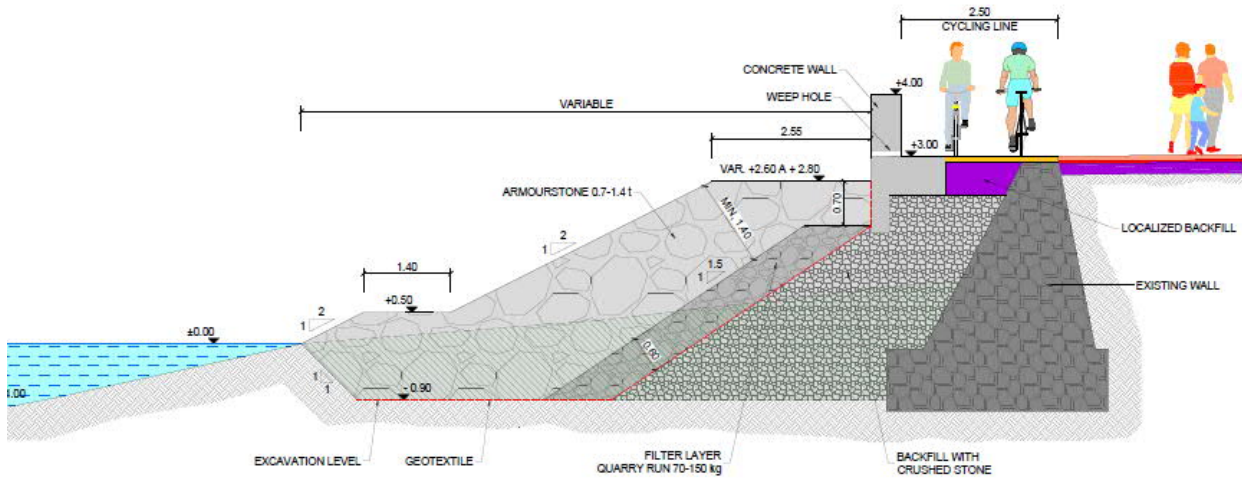 2.50
CYCLING LINE
CONCRETE WALL
+4.00
WEEP HOLE
VARIABLE
2.55
+3.00
VAR. +2.60 A + 2.80
ARMOURSTONE 0.7-1.4 t
0.70
MIN. 1.40
2
1
LOCALIZED BACKFILL
1.40
1.5
1
+0.50
EXISTING WALL
2
1
±0.00
0.60
1
1
- 0.90
EXCAVATION LEVEL
GEOTEXTILE
FILTER LAYER
QUARRY RUN 70-150 kg
BACKFILL WITH
CRUSHED STONE